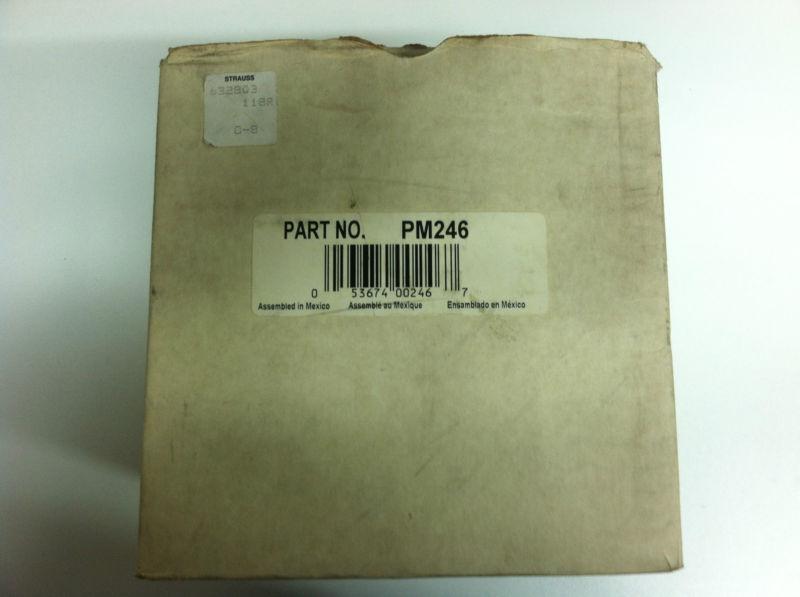 STRAUSS
632803
118R
C-8
PART NO. PM246
0 53674 00246 7
Assembled in Mexico Assemblé au Mexique Ensamblado en México